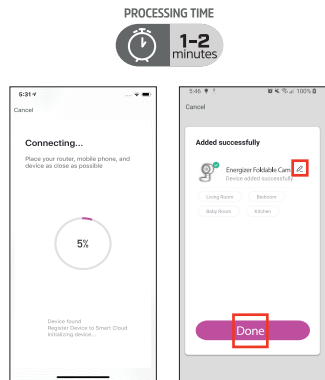 PROCESSING TIME
1-2
minutes
5:31
Cancel
Connecting...
Place your router, mobile phone, and
device as close as possible
5%
Device found
Register Device to Smart Cloud
Initializing device...
5:46
100%
Cancel
Added successfully
Energizer Foldable Cam
Device added successfully
Living Room
Bedroom
Baby Room
Kitchen
Done